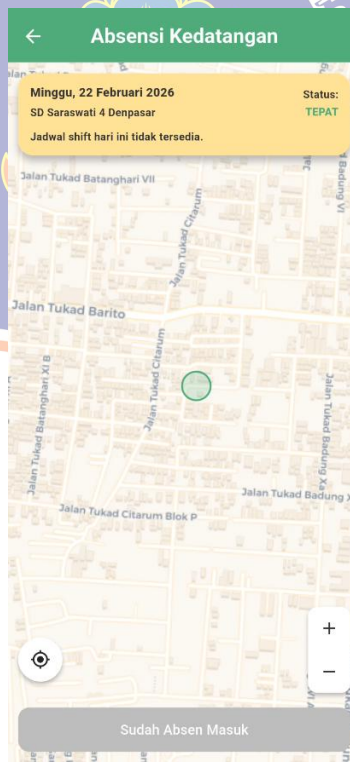 Absensi Kedatangan
Minggu, 22 Februari 2026
Status:
SD Saraswati 4 Denpasar
TEPAT
Jadwal shift hari ini tidak tersedia.
Jalan Tukad Batanghari VII
Badung VI
Jalan Tukad Citarum
Jalan Tukad Barito
Jalan Tukad Citarum
Jalan Tukad Batanghari XI B
Jalan Tukad Badung Xa
Jalan Tukad Badung
Jalan Tukad Citarum Blok P
+
−
Sudah Absen Masuk